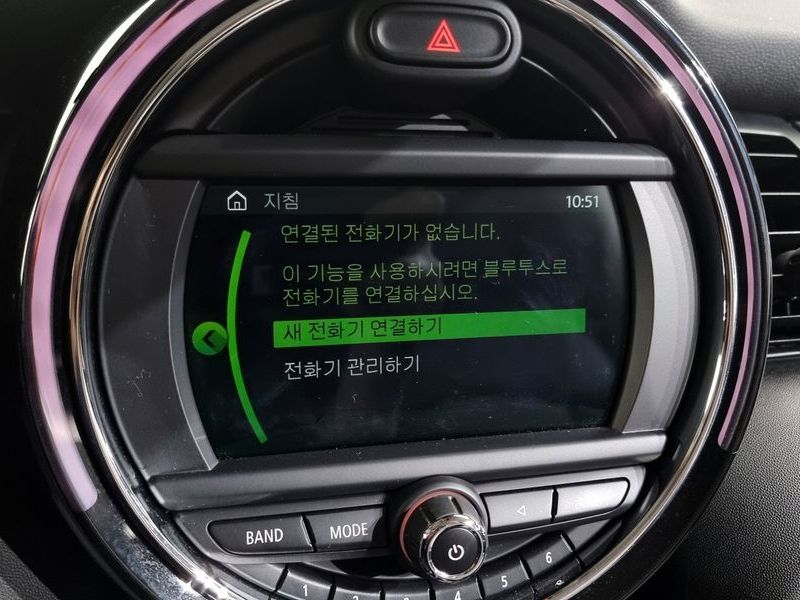 지침 10:51
연결된 전화기가 없습니다.
이 기능을 사용하시려면 블루투스로
전화기를 연결하십시오.
새 전화기 연결하기
전화기 관리하기
BAND MODE
1 4 5 6